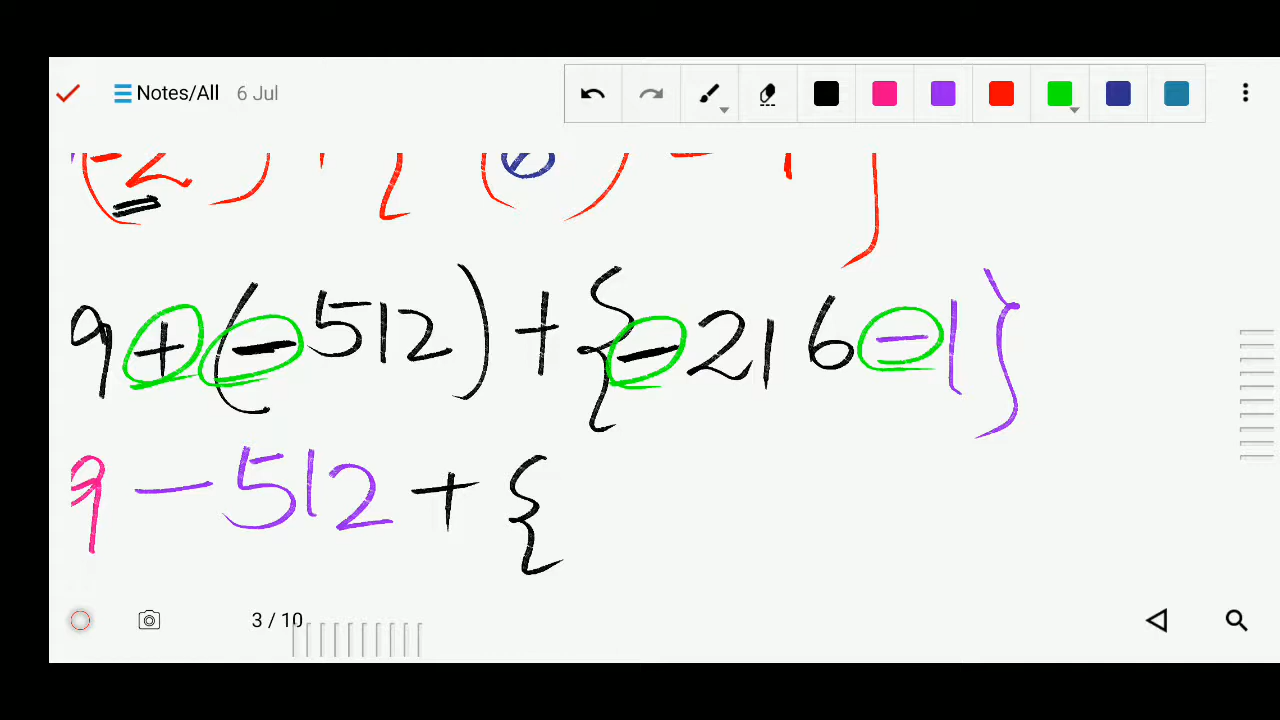 Notes/All 6 Jul
9 + (-512) + {-216 -1}
9 - 512 + {
3 / 10